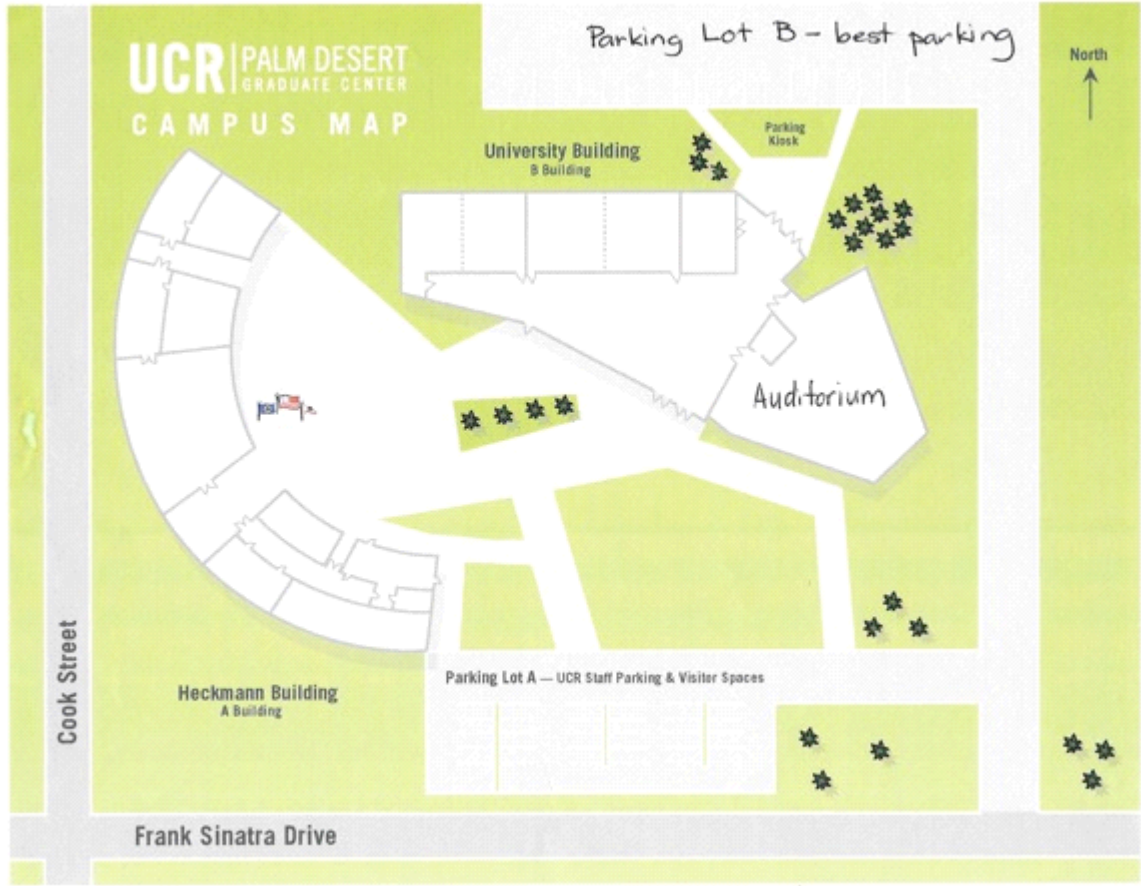 Parking Lot B - best parking
UCR
PALM DESERT
GRADUATE CENTER
CAMPUS MAP
North
Parking
Kiosk
University Building
B Building
Auditorium
Cook Street
Parking Lot A — UCR Staff Parking & Visitor Spaces
Heckmann Building
A Building
Frank Sinatra Drive